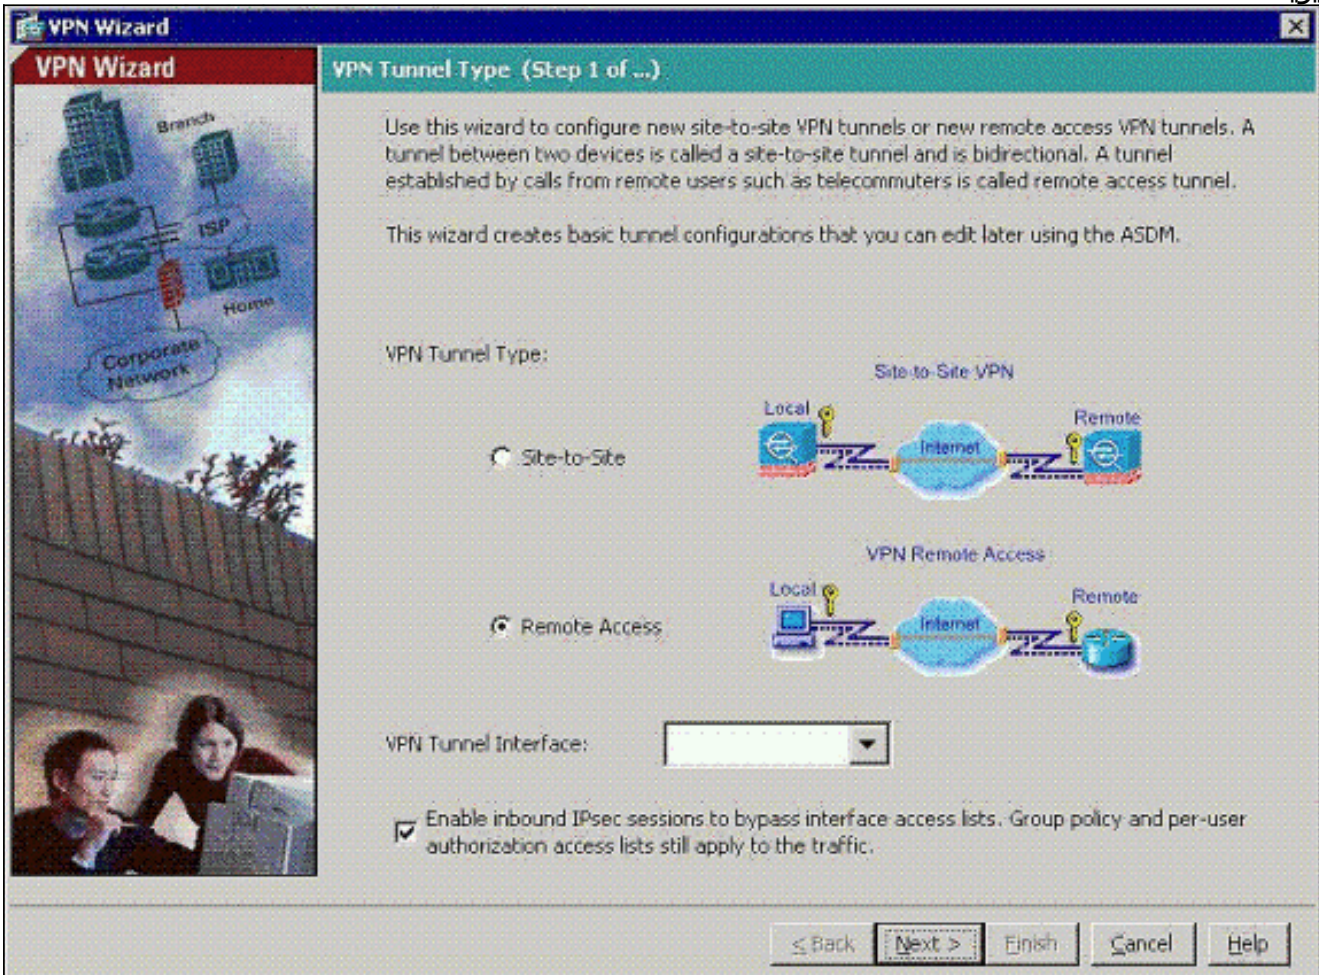 VPN Wizard
VPN Wizard
VPN Tunnel Type (Step 1 of ...)
Branch
ISP
Home
Corporate
Network
Use this wizard to configure new site-to-site VPN tunnels or new remote access VPN tunnels. A
tunnel between two devices is called a site-to-site tunnel and is bidirectional. A tunnel
established by calls from remote users such as telecommuters is called remote access tunnel.
This wizard creates basic tunnel configurations that you can edit later using the ASDM.
VPN Tunnel Type:
Site-to-Site VPN
Local
Remote
Internet
Site-to-Site
VPN Remote Access
Local
Remote
Internet
Remote Access
VPN Tunnel Interface:
Enable inbound IPsec sessions to bypass interface access lists. Group policy and per-user
authorization access lists still apply to the traffic.
< Back
Next >
Finish
Cancel
Help